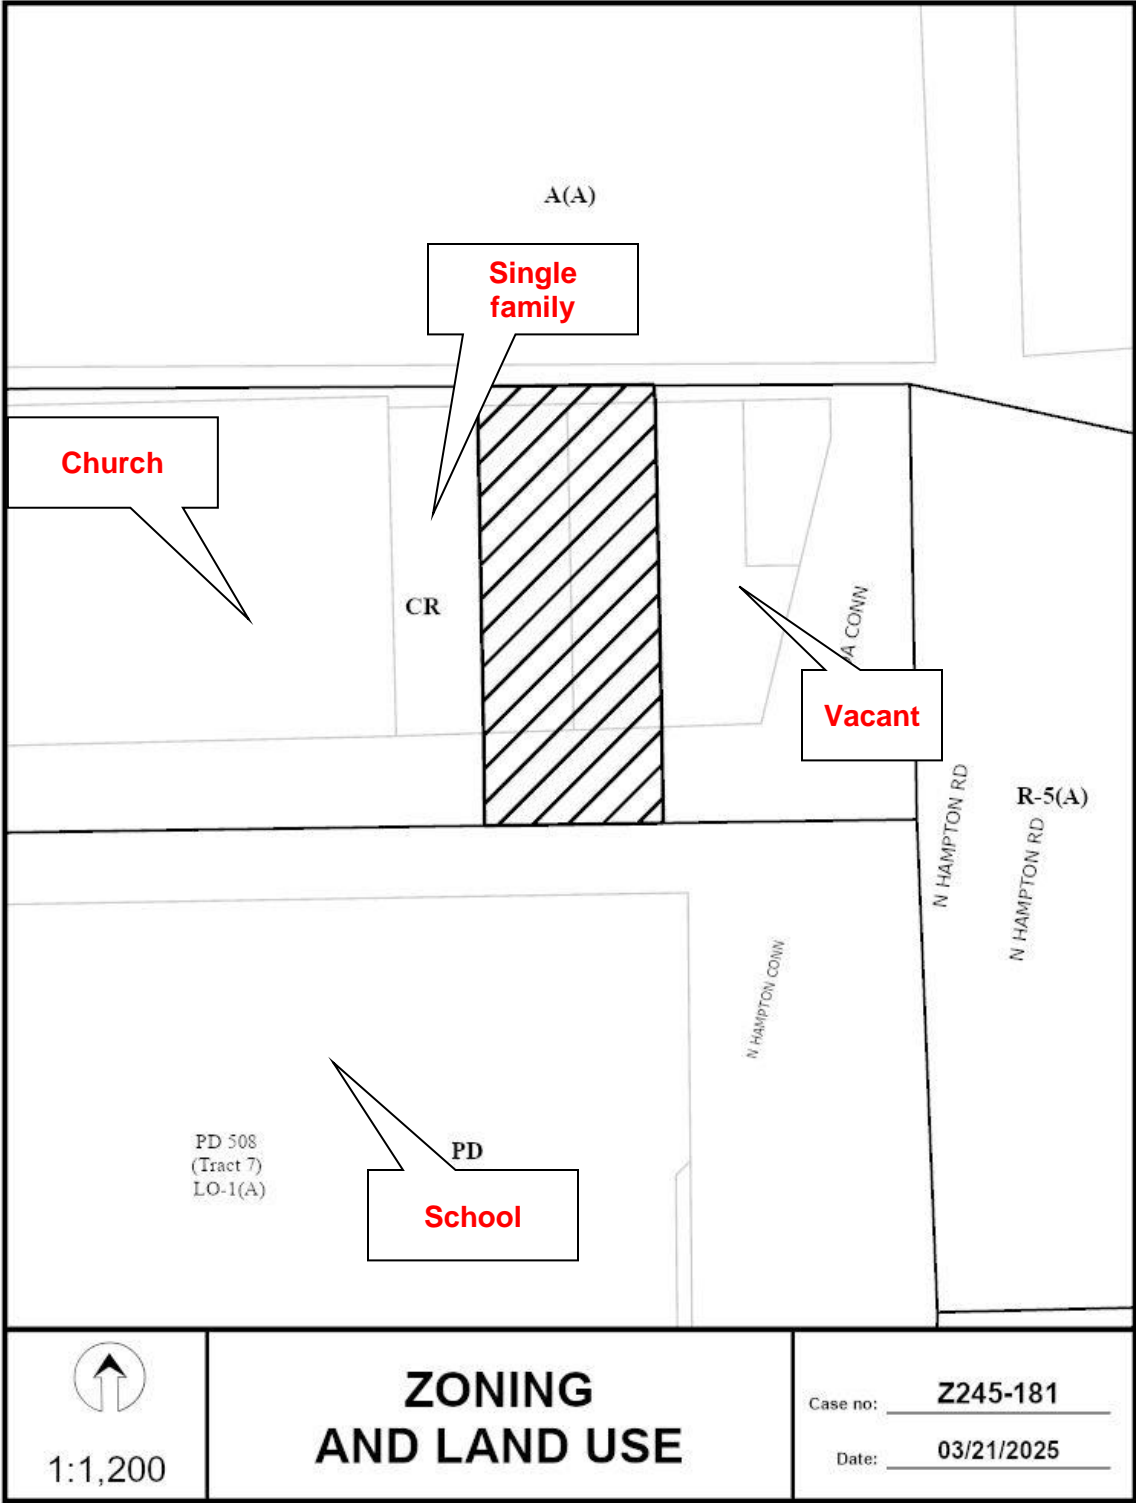 A(A)
Single
family
Church
CR
A CONN
Vacant
R-5(A)
N HAMPTON RD
N HAMPTON RD
N HAMPTON CONN
PD 508
(Tract 7)
LO-1(A)
PD
School
1:1,200
ZONING
AND LAND USE
Case no: Z245-181
Date: 03/21/2025